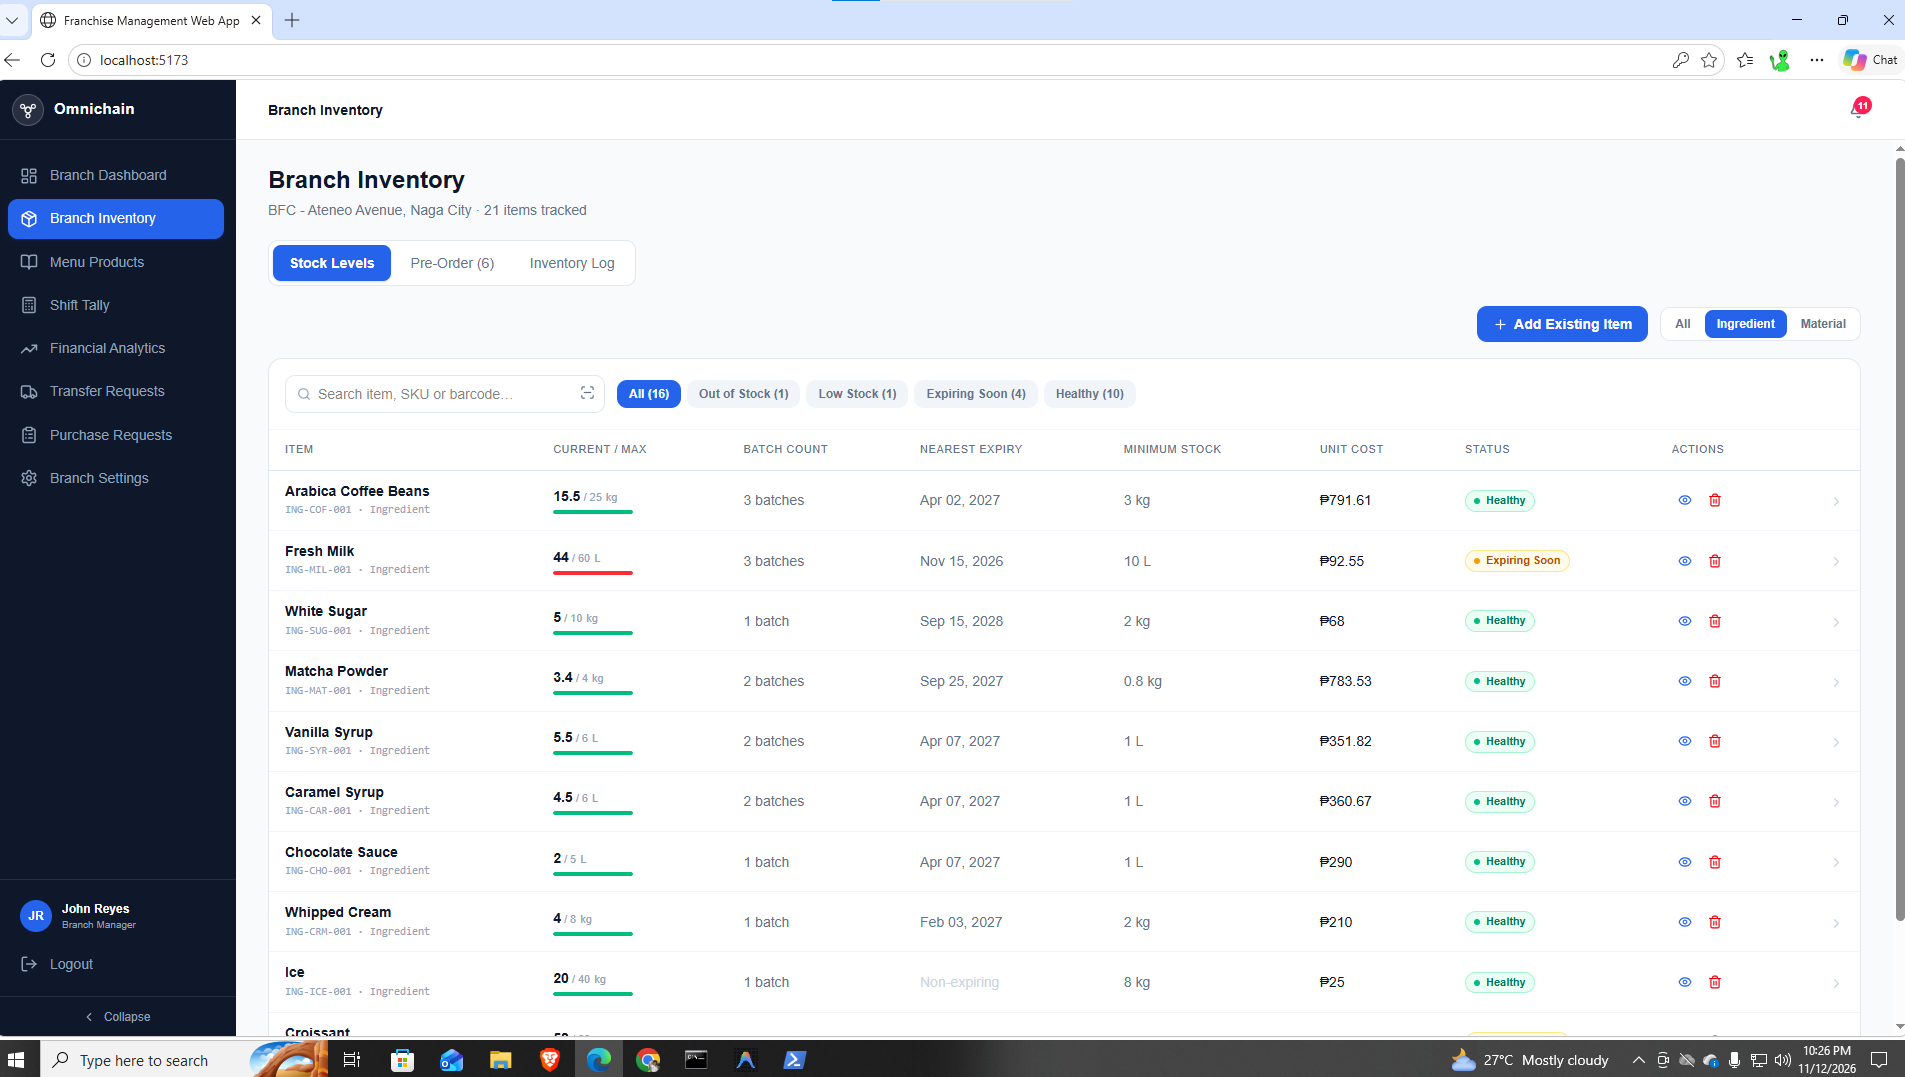 Franchise Management Web App
localhost:5173
Chat
Omnichain
Branch Inventory
11
Branch Dashboard
Branch Inventory
Menu Products
Shift Tally
Financial Analytics
Transfer Requests
Purchase Requests
Branch Settings
JR
John Reyes
Branch Manager
Logout
Collapse
Branch Inventory
BFC - Ateneo Avenue, Naga City · 21 items tracked
Stock Levels Pre-Order (6) Inventory Log
+ Add Existing Item All Ingredient Material
Search item, SKU or barcode... All (16) Out of Stock (1) Low Stock (1) Expiring Soon (4) Healthy (10)
ITEM CURRENT / MAX BATCH COUNT NEAREST EXPIRY MINIMUM STOCK UNIT COST STATUS ACTIONS
Arabica Coffee Beans
ING-COF-001 · Ingredient
15.5 / 25 kg 3 batches Apr 02, 2027 3 kg ₱791.61 Healthy
Fresh Milk
ING-MIL-001 · Ingredient
44 / 60 L 3 batches Nov 15, 2026 10 L ₱92.55 Expiring Soon
White Sugar
ING-SUG-001 · Ingredient
5 / 10 kg 1 batch Sep 15, 2028 2 kg ₱68 Healthy
Matcha Powder
ING-MAT-001 · Ingredient
3.4 / 4 kg 2 batches Sep 25, 2027 0.8 kg ₱783.53 Healthy
Vanilla Syrup
ING-SYR-001 · Ingredient
5.5 / 6 L 2 batches Apr 07, 2027 1 L ₱351.82 Healthy
Caramel Syrup
ING-CAR-001 · Ingredient
4.5 / 6 L 2 batches Apr 07, 2027 1 L ₱360.67 Healthy
Chocolate Sauce
ING-CHO-001 · Ingredient
2 / 5 L 1 batch Apr 07, 2027 1 L ₱290 Healthy
Whipped Cream
ING-CRM-001 · Ingredient
4 / 8 kg 1 batch Feb 03, 2027 2 kg ₱210 Healthy
Ice
ING-ICE-001 · Ingredient
20 / 40 kg 1 batch Non-expiring 8 kg ₱25 Healthy
Croissant
Type here to search
27°C Mostly cloudy
10:26 PM
11/12/2026